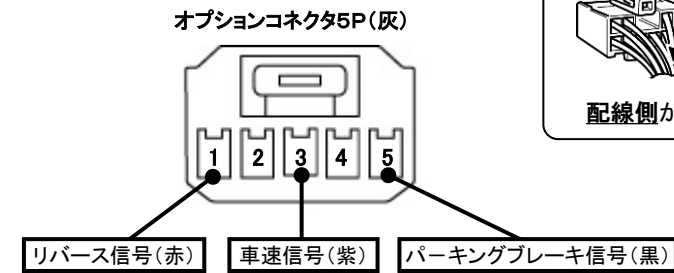 オプションコネクタ5P(灰)
配線側か
1 2 3 4 5
リバース信号(赤)
車速信号(紫)
パーキングブレーキ信号(黒)